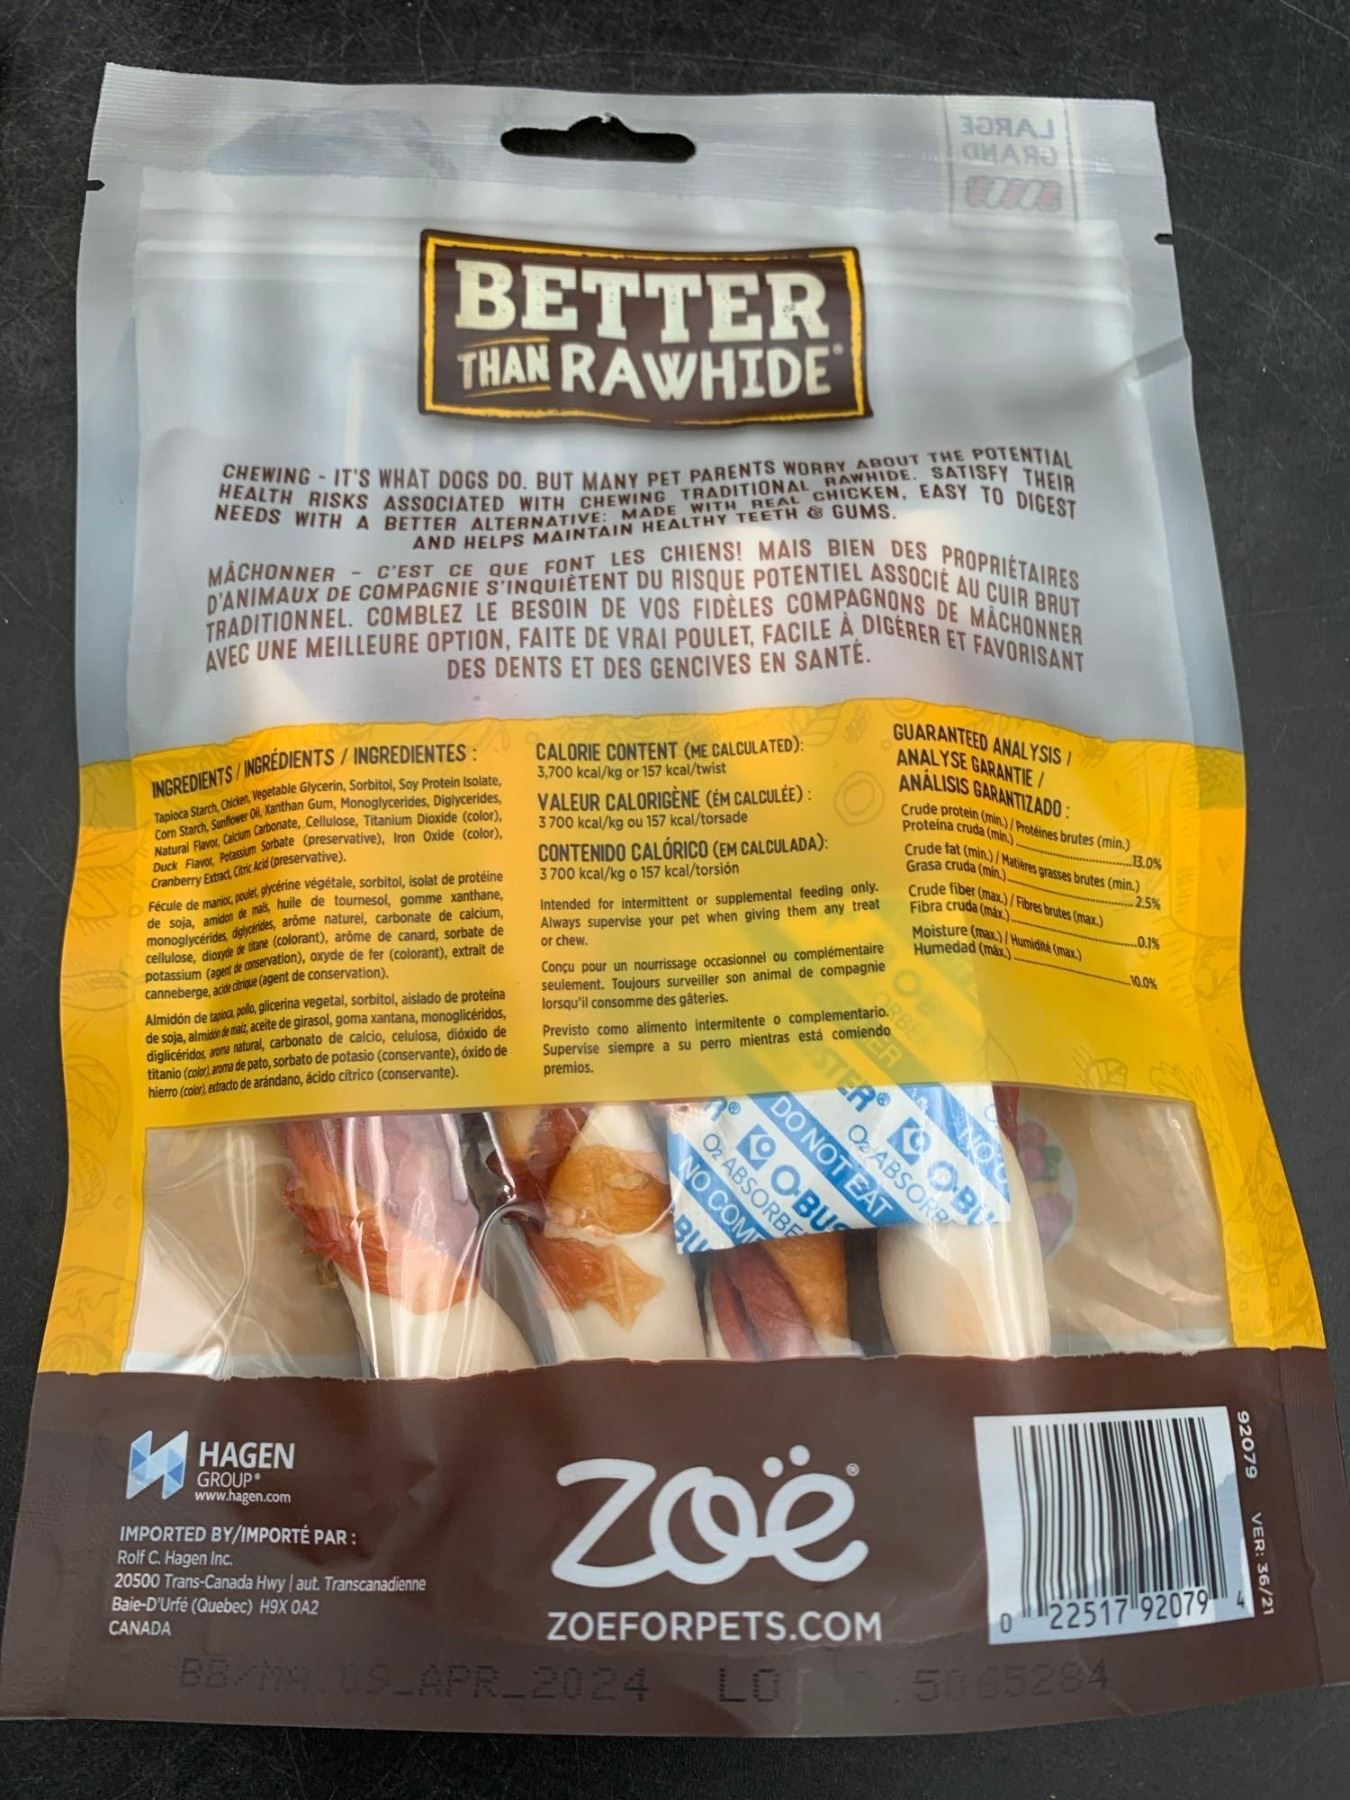 LARGE
GRAND
BETTER
THAN RAWHIDE®
CHEWING - IT'S WHAT DOGS DO. BUT MANY PET PARENTS WORRY ABOUT THE POTENTIAL
HEALTH RISKS ASSOCIATED WITH CHEWING TRADITIONAL RAWHIDE. SATISFY THEIR
NEEDS WITH A BETTER ALTERNATIVE: MADE WITH REAL CHICKEN, EASY TO DIGEST
AND HELPS MAINTAIN HEALTHY TEETH & GUMS.
MÂCHONNER - C'EST CE QUE FONT LES CHIENS! MAIS BIEN DES PROPRIÉTAIRES
D'ANIMAUX DE COMPAGNIE S'INQUIÈTENT DU RISQUE POTENTIEL ASSOCIÉ AU CUIR BRUT
TRADITIONNEL. COMBLEZ LE BESOIN DE VOS FIDÈLES COMPAGNONS DE MÂCHONNER
AVEC UNE MEILLEURE OPTION, FAITE DE VRAI POULET, FACILE À DIGÉRER ET FAVORISANT
DES DENTS ET DES GENCIVES EN SANTÉ.
INGREDIENTS / INGRÉDIENTS / INGREDIENTES :
Tapioca Starch, Chicken, Vegetable Glycerin, Sorbitol, Soy Protein Isolate,
Corn Starch, Sunflower Oil, Xanthan Gum, Monoglycerides, Diglycerides,
Natural Flavor, Calcium Carbonate, Cellulose, Titanium Dioxide (color),
Duck Flavor, Potassium Sorbate (preservative), Iron Oxide (color),
Cranberry Extract, Citric Acid (preservative).
Fécule de manioc, poulet, glycérine végétale, sorbitol, isolat de protéine
de soja, amidon de maïs, huile de tournesol, gomme xanthane,
monoglycérides, diglycérides, arôme naturel, carbonate de calcium,
cellulose, dioxyde de titane (colorant), arôme de canard, sorbate de
potassium (agent de conservation), oxyde de fer (colorant), extrait de
canneberge, acide citrique (agent de conservation).
Almidón de tapioca, pollo, glicerina vegetal, sorbitol, aislado de proteína
de soja, almidón de maíz, aceite de girasol, goma xantana, monoglicéridos,
diglicéridos, aroma natural, carbonato de calcio, celulosa, dióxido de
titanio (color), aroma de pato, sorbato de potasio (conservante), óxido de
hierro (color), extracto de arándano, ácido cítrico (conservante).
CALORIE CONTENT (ME CALCULATED):
3,700 kcal/kg or 157 kcal/twist
VALEUR CALORIGÈNE (ÉM CALCULÉE) :
3 700 kcal/kg ou 157 kcal/torsade
CONTENIDO CALÓRICO (EM CALCULADA):
3 700 kcal/kg o 157 kcal/torsión
Intended for intermittent or supplemental feeding only.
Always supervise your pet when giving them any treat
or chew.
Conçu pour un nourrissage occasionnel ou complémentaire
seulement. Toujours surveiller son animal de compagnie
lorsqu'il consomme des gâteries.
Previsto como alimento intermitente o complementario.
Supervise siempre a su perro mientras está comiendo
premios.
GUARANTEED ANALYSIS /
ANALYSE GARANTIE /
ANÁLISIS GARANTIZADO :
Crude protein (min.) / Protéines brutes (min.)
Proteína cruda (mín.)..........13.0%
Crude fat (min.) / Matières grasses brutes (min.)
Grasa cruda (mín.)..........2.5%
Crude fiber (max.) / Fibres brutes (max.)
Fibra cruda (máx.)..........0.1%
Moisture (max.) / Humidité (max.)
Humedad (máx.)..........10.0%
O2 ABSORBE
DO NOT EAT
HAGEN
GROUP®
www.hagen.com
IMPORTED BY/IMPORTÉ PAR :
Rolf C. Hagen Inc.
20500 Trans-Canada Hwy | aut. Transcanadienne
Baie-D'Urfé (Quebec) H9X 0A2
CANADA
zoë®
ZOEFORPETS.COM
92079 VER: 36/21
0 22517 92079 4
BB/MA.09_APR_2024 LO 5065284